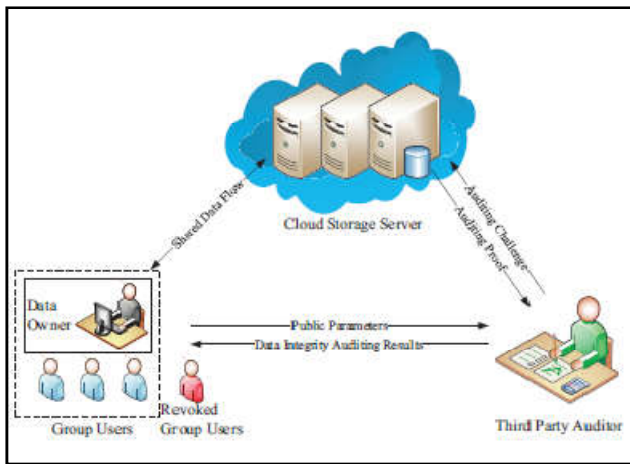 Cloud Storage Server
Shared Data Flow
Auditing Challenge
Auditing Proof
Data
Owner
Public Parameters
Data Integrity Auditing Results
Revoked
Group Users
Group Users
Third Party Auditor